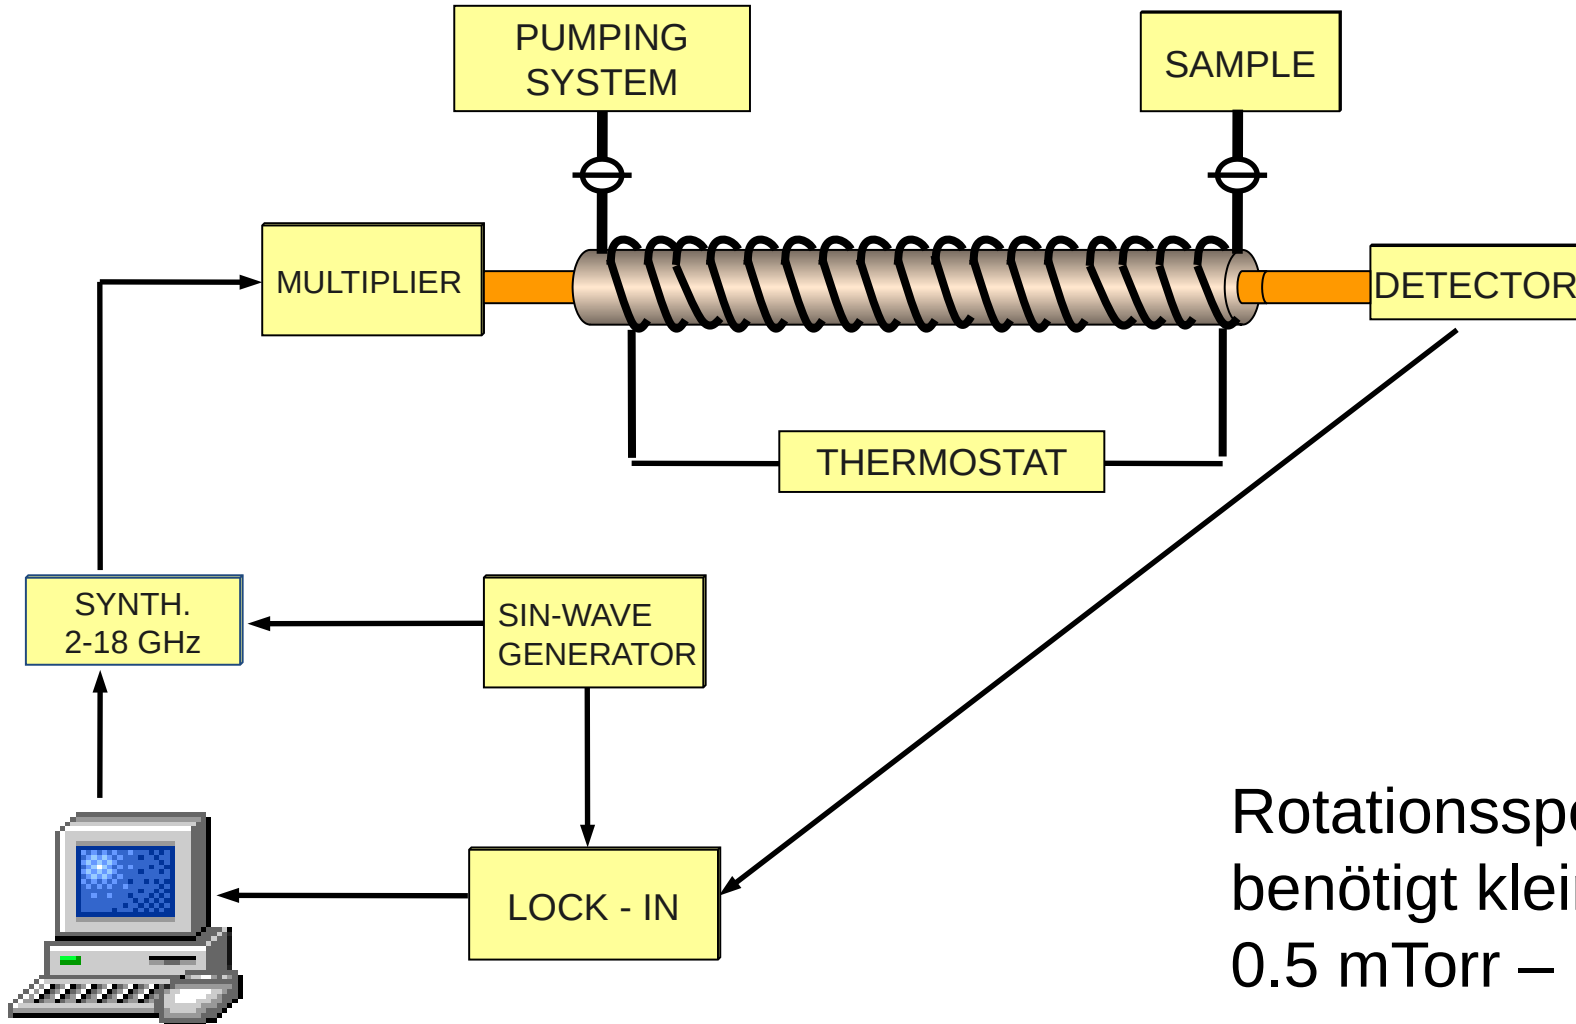 PUMPING
SYSTEM
SAMPLE
MULTIPLIER
DETECTOR
THERMOSTAT
SYNTH.
2-18 GHz
SIN-WAVE
GENERATOR
LOCK - IN
benötigt
0.5 mTorr –